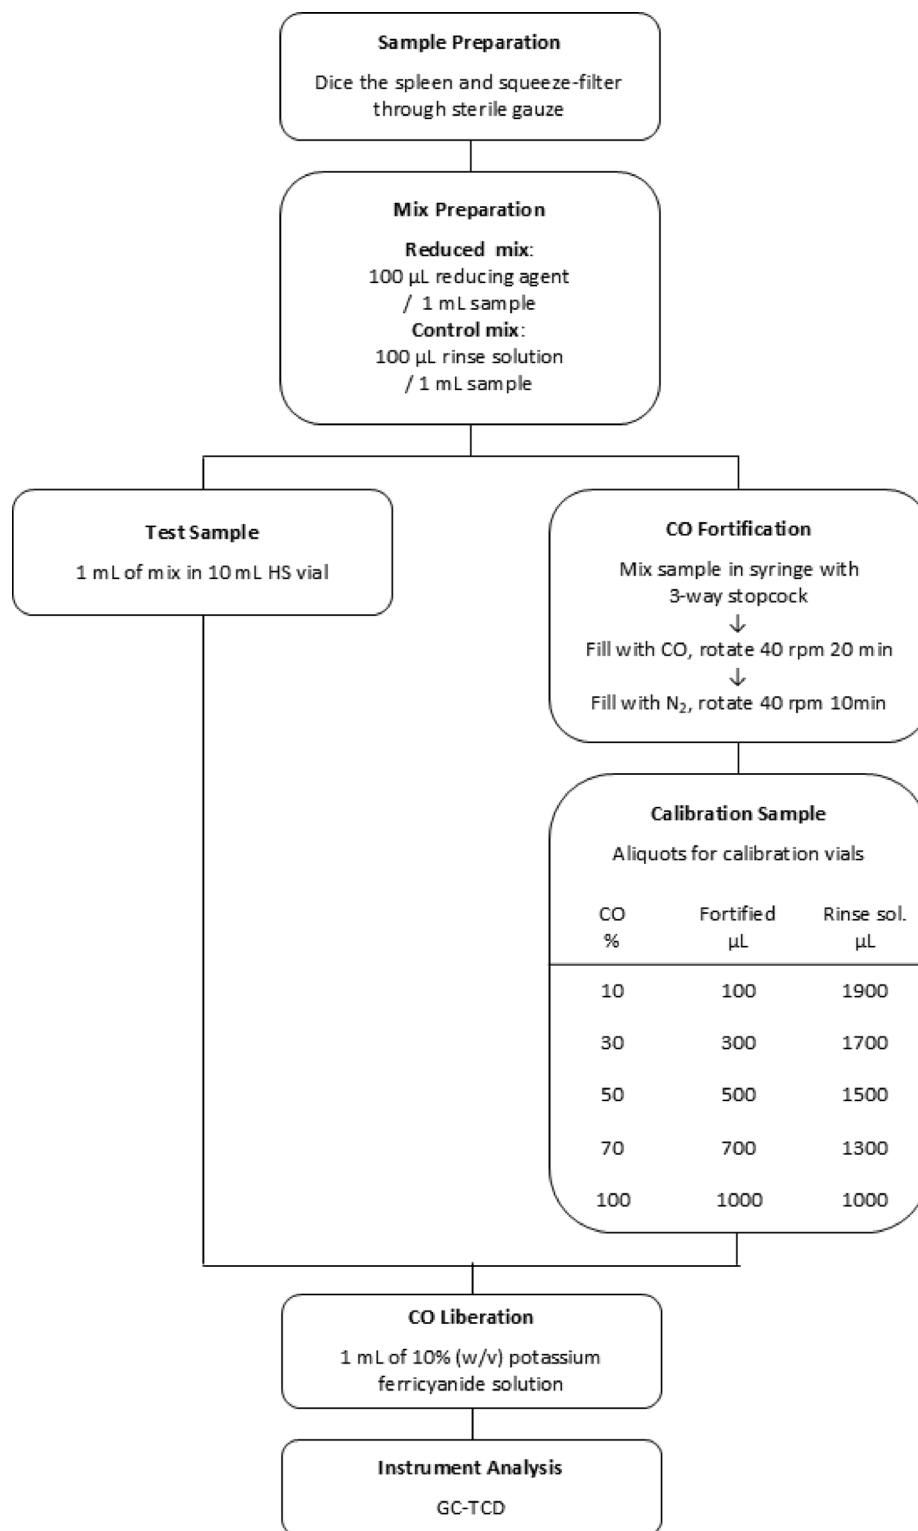 Sample Preparation
Dice the spleen and squeeze-filter
through sterile gauze
Mix Preparation
Reduced mix:
100 µL reducing agent
/ 1 mL sample
Control mix:
100 µL rinse solution
/ 1 mL sample
Test Sample
1 mL of mix in 10 mL HS vial
CO Fortification
Mix sample in syringe with
3-way stopcock
↓
Fill with CO, rotate 40 rpm 20 min
↓
Fill with N₂, rotate 40 rpm 10min
Calibration Sample
Aliquots for calibration vials
CO Fortified Rinse sol.
% µL µL
10 100 1900
30 300 1700
50 500 1500
70 700 1300
100 1000 1000
CO Liberation
1 mL of 10% (w/v) potassium
ferricyanide solution
Instrument Analysis
GC-TCD